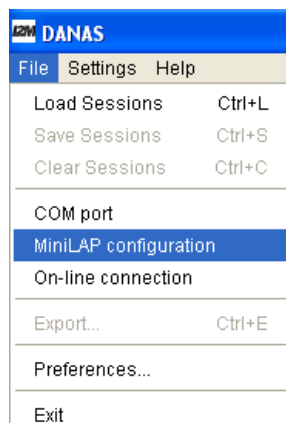 I2M DANAS
File Settings Help
Load Sessions Ctrl+L
Save Sessions Ctrl+S
Clear Sessions Ctrl+C
COM port
MiniLAP configuration
On-line connection
Export... Ctrl+E
Preferences...
Exit